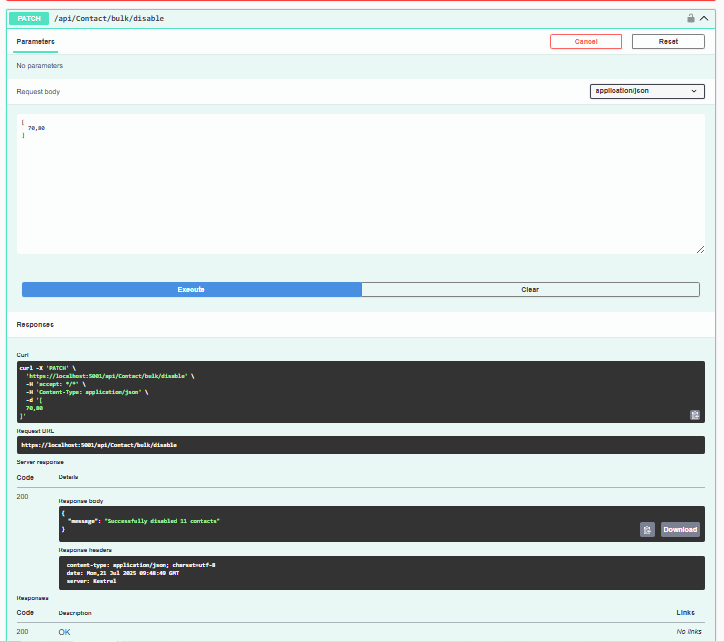 PATCH /api/Contact/bulk/disable
Parameters
Cancel
Reset
No parameters
Request body
application/json
[
70,80
]
Execute
Clear
Responses
Curl
curl -X 'PATCH' \
'https://localhost:5001/api/Contact/bulk/disable' \
-H 'accept: */*' \
-H 'Content-Type: application/json' \
-d '[
70,80
]'
Request URL
https://localhost:5001/api/Contact/bulk/disable
Server response
Code Details
200
Response body
{
"message": "Successfully disabled 11 contacts"
}
Download
Response headers
content-type: application/json; charset=utf-8
date: Mon,21 Jul 2025 09:48:49 GMT
server: Kestrel
Responses
Code Description Links
200 OK No links